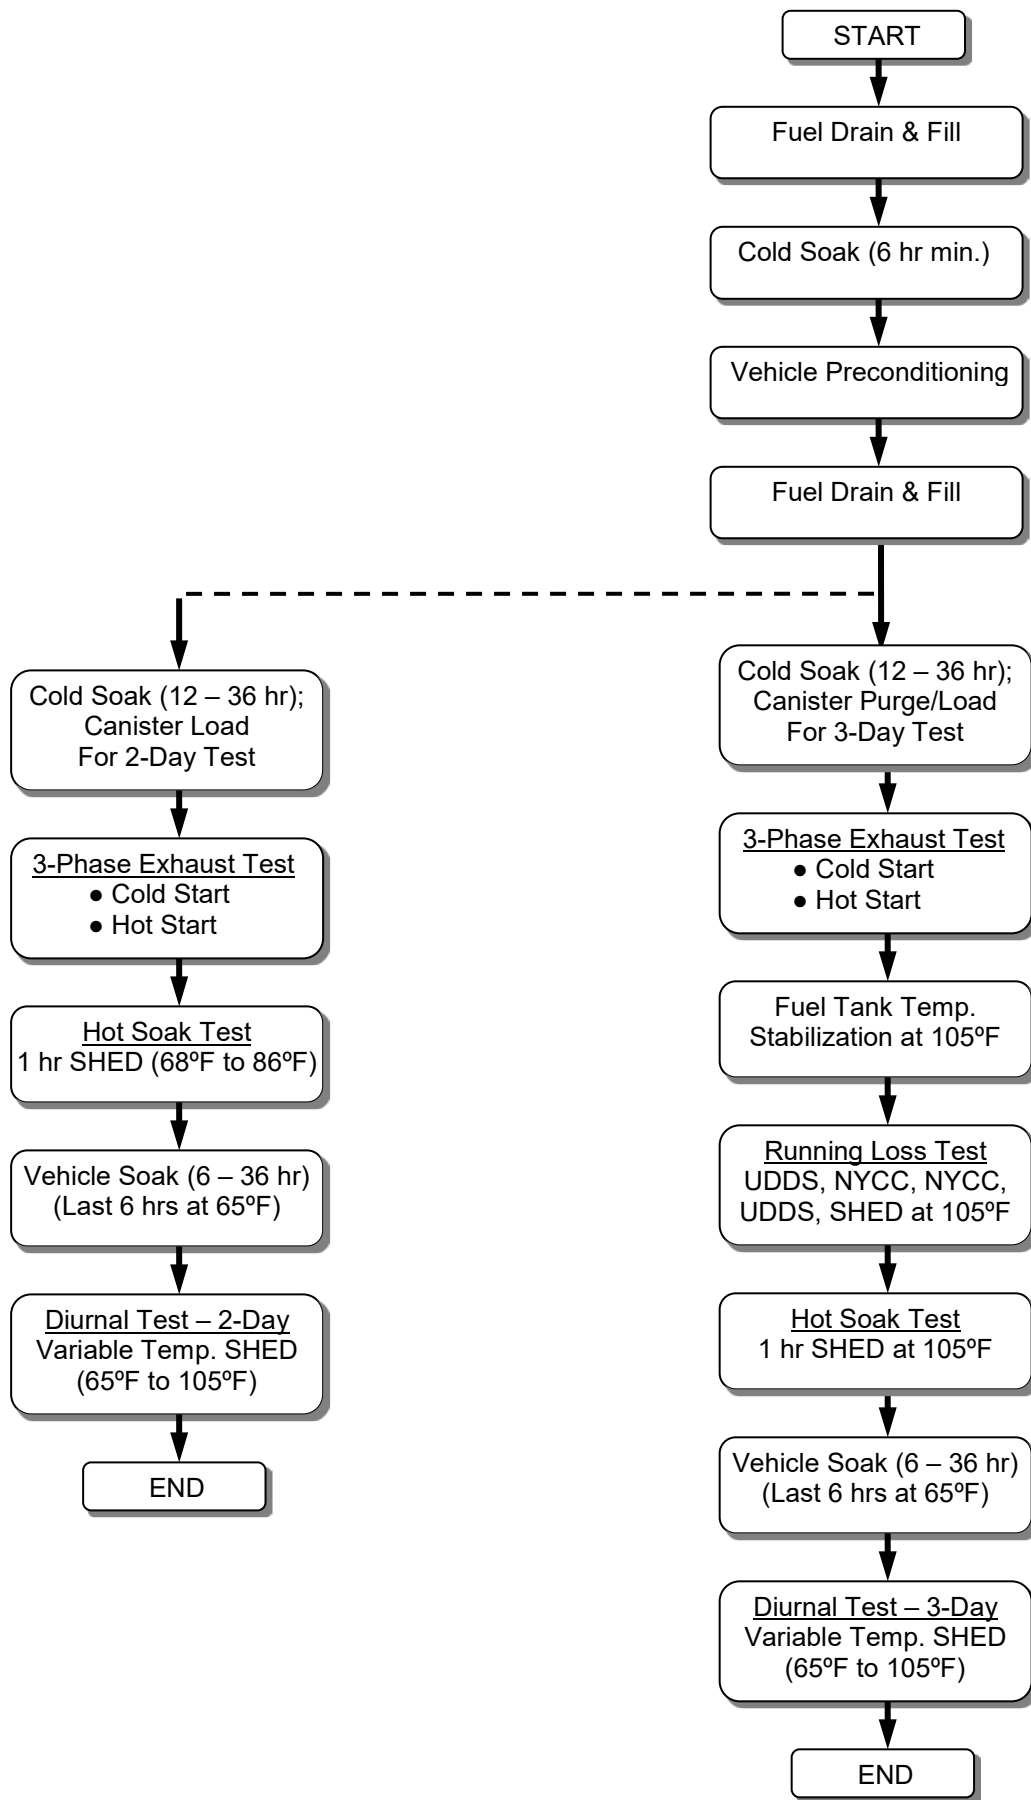 START
Fuel Drain & Fill
Cold Soak (6 hr min.)
Vehicle Preconditioning
Fuel Drain & Fill
Cold Soak (12 – 36 hr);
Canister Load
For 2-Day Test
3-Phase Exhaust Test
● Cold Start
● Hot Start
Hot Soak Test
1 hr SHED (68ºF to 86ºF)
Vehicle Soak (6 – 36 hr)
(Last 6 hrs at 65ºF)
Diurnal Test – 2-Day
Variable Temp. SHED
(65ºF to 105ºF)
END
Cold Soak (12 – 36 hr);
Canister Purge/Load
For 3-Day Test
3-Phase Exhaust Test
● Cold Start
● Hot Start
Fuel Tank Temp.
Stabilization at 105ºF
Running Loss Test
UDDS, NYCC, NYCC,
UDDS, SHED at 105ºF
Hot Soak Test
1 hr SHED at 105ºF
Vehicle Soak (6 – 36 hr)
(Last 6 hrs at 65ºF)
Diurnal Test – 3-Day
Variable Temp. SHED
(65ºF to 105ºF)
END